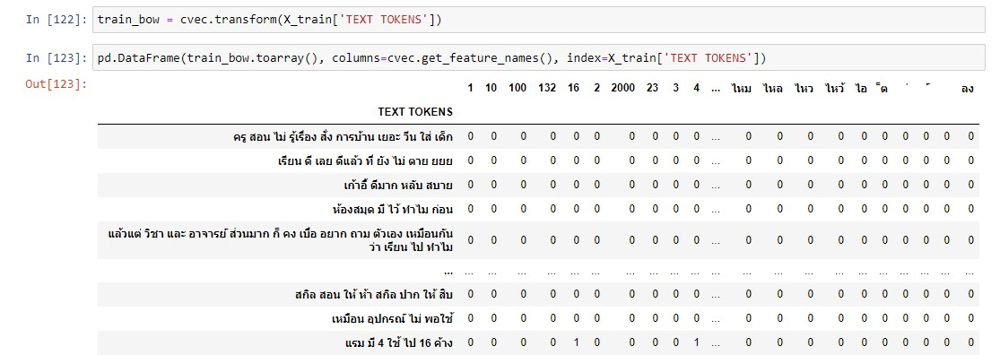 In [122]: train_bow = cvec.transform(X_train['TEXT TOKENS'])
In [123]: pd.DataFrame(train_bow.toarray(), columns=cvec.get_feature_names(), index=X_train['TEXT TOKENS'])
Out[123]:
1 10 100 132 16 2 2000 23 3 4 ... ไหม ไหล ไหว ไหว้ ไอ ็ด ่ ์ ลง
TEXT TOKENS
ครู สอน ไม่ รู้เรื่อง สั่ง การบ้าน เยอะ วีน ใส่ เด็ก 0 0 0 0 0 0 0 0 0 0 ... 0 0 0 0 0 0 0 0 0 0
เรียน ดี เลย ดีแล้ว ที่ ยัง ไม่ ตาย ยยย 0 0 0 0 0 0 0 0 0 0 ... 0 0 0 0 0 0 0 0 0 0
เก้าอี้ ดีมาก หลับ สบาย 0 0 0 0 0 0 0 0 0 0 ... 0 0 0 0 0 0 0 0 0 0
ห้องสมุด มี ไว้ ทำไม ก่อน 0 0 0 0 0 0 0 0 0 0 ... 0 0 0 0 0 0 0 0 0 0
แล้วแต่ วิชา และ อาจารย์ ส่วนมาก ก็ คง เบื่อ อยาก ถาม ตัวเอง เหมือนกัน
ว่า เรียน ไป ทำไม 0 0 0 0 0 0 0 0 0 0 ... 0 0 0 0 0 0 0 0 0 0
... ... ... ... ... ... ... ... ... ... ... ... ... ... ... ... ... ... ... ... ... ...
สกิล สอน ให้ ห้า สกิล ปาก ให้ สิบ 0 0 0 0 0 0 0 0 0 0 ... 0 0 0 0 0 0 0 0 0 0
เหมือน อุปกรณ์ ไม่ พอใช้ 0 0 0 0 0 0 0 0 0 0 ... 0 0 0 0 0 0 0 0 0 0
แรม มี 4 ใช้ ไป 16 ค้าง 0 0 0 0 1 0 0 0 0 1 ... 0 0 0 0 0 0 0 0 0 0